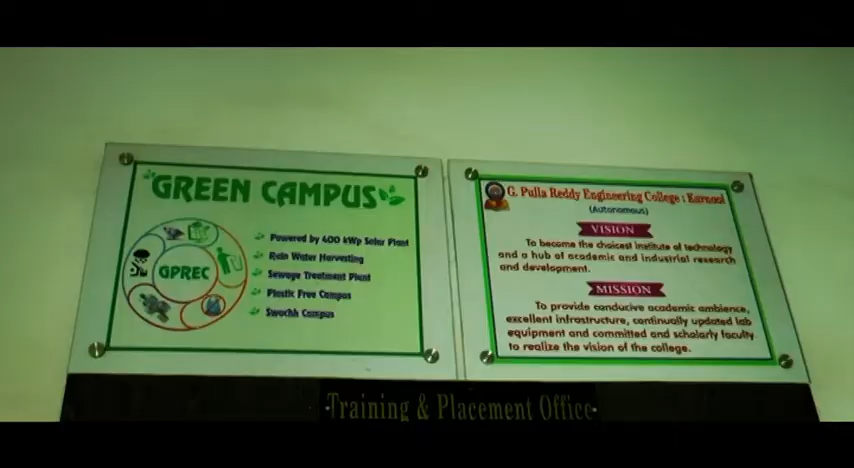 GREEN CAMPUS
GPREC
Powered by 400 kWp Solar Plant
Rain Water Harvesting
Sewage Treatment Plant
Plastic Free Campus
Swachh Campus
G. Pulla Reddy Engineering College : Kurnool
(Autonomous)
VISION
To become the choicest institute of technology
and a hub of academic and industrial research
and development.
MISSION
To provide conducive academic ambience,
excellent infrastructure, continually updated lab
equipment and committed and scholarly faculty
to realize the vision of the college.
Training & Placement Office